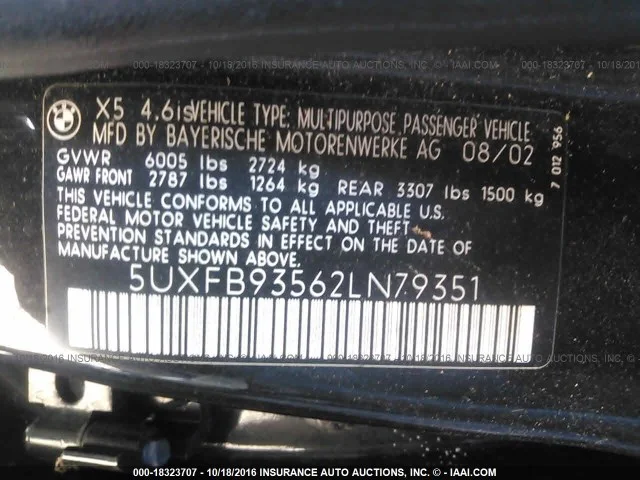 000-18323707 - 10/18/2016 INSURANCE AUTO AUCTIONS, INC. © - IAAI.COM
BMW
X5 4.6is VEHICLE TYPE: MULTIPURPOSE PASSENGER VEHICLE
MFD BY BAYERISCHE MOTORENWERKE AG 08/02
GVWR 6005 lbs 2724 kg
GAWR FRONT 2787 lbs 1264 kg REAR 3307 lbs 1500 kg
THIS VEHICLE CONFORMS TO ALL APPLICABLE U.S.
FEDERAL MOTOR VEHICLE SAFETY AND THEFT
PREVENTION STANDARDS IN EFFECT ON THE DATE OF
MANUFACTURE SHOWN ABOVE.
5UXFB93562LN79351
7 012 956
000-18323707 - 10/18/2016 INSURANCE AUTO AUCTIONS, INC. © - IAAI.COM